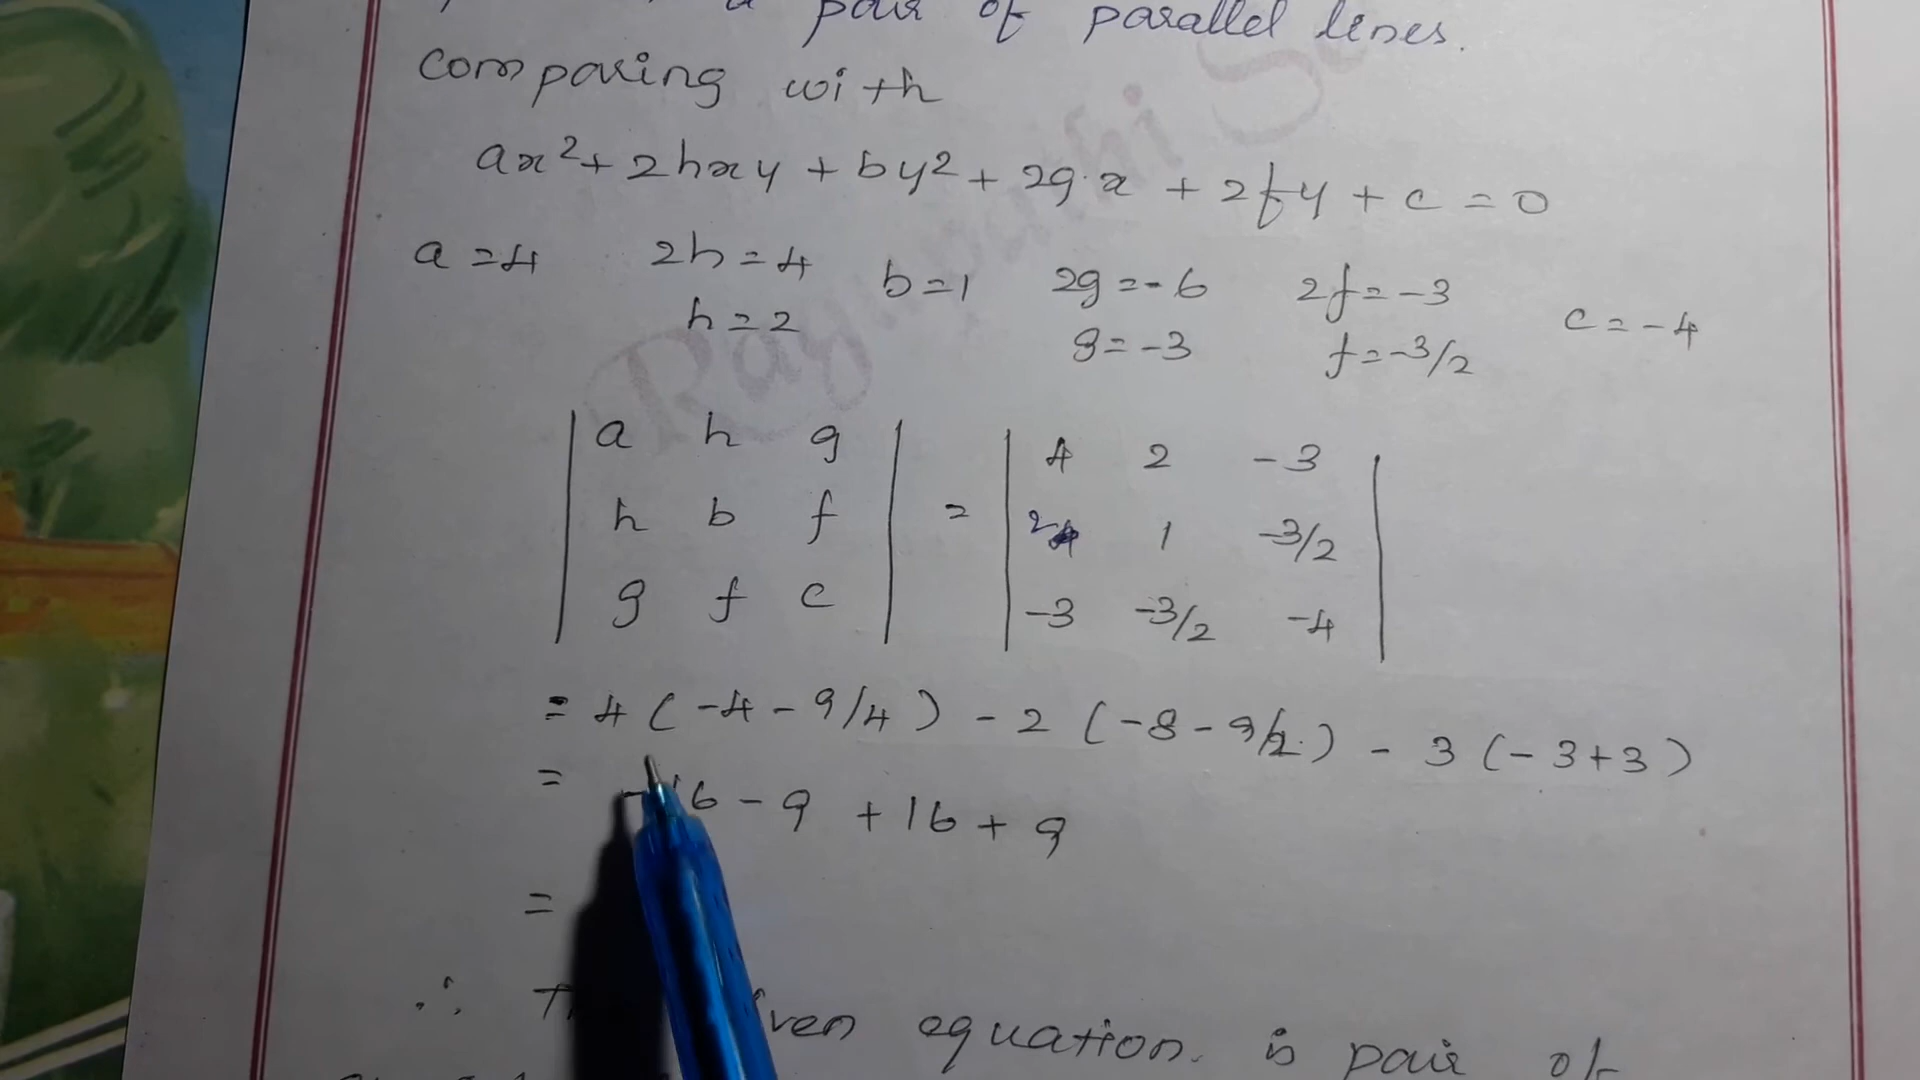 a pair of parallel lines.
comparing with
ax² + 2hxy + by² + 2g·x + 2fy + c = 0
a = 4 2h = 4 b = 1 2g = -6 2f = -3 c = -4
h = 2 g = -3 f = -3/2
| a h g | = | 4 2 -3 |
| h b f | | 2 1 -3/2 |
| g f c | | -3 -3/2 -4 |
= 4 ( -4 - 9/4 ) - 2 ( -8 - 9/2 ) - 3 ( -3 + 3 )
= -16 - 9 + 16 + 9
=
∴ equation is pair of